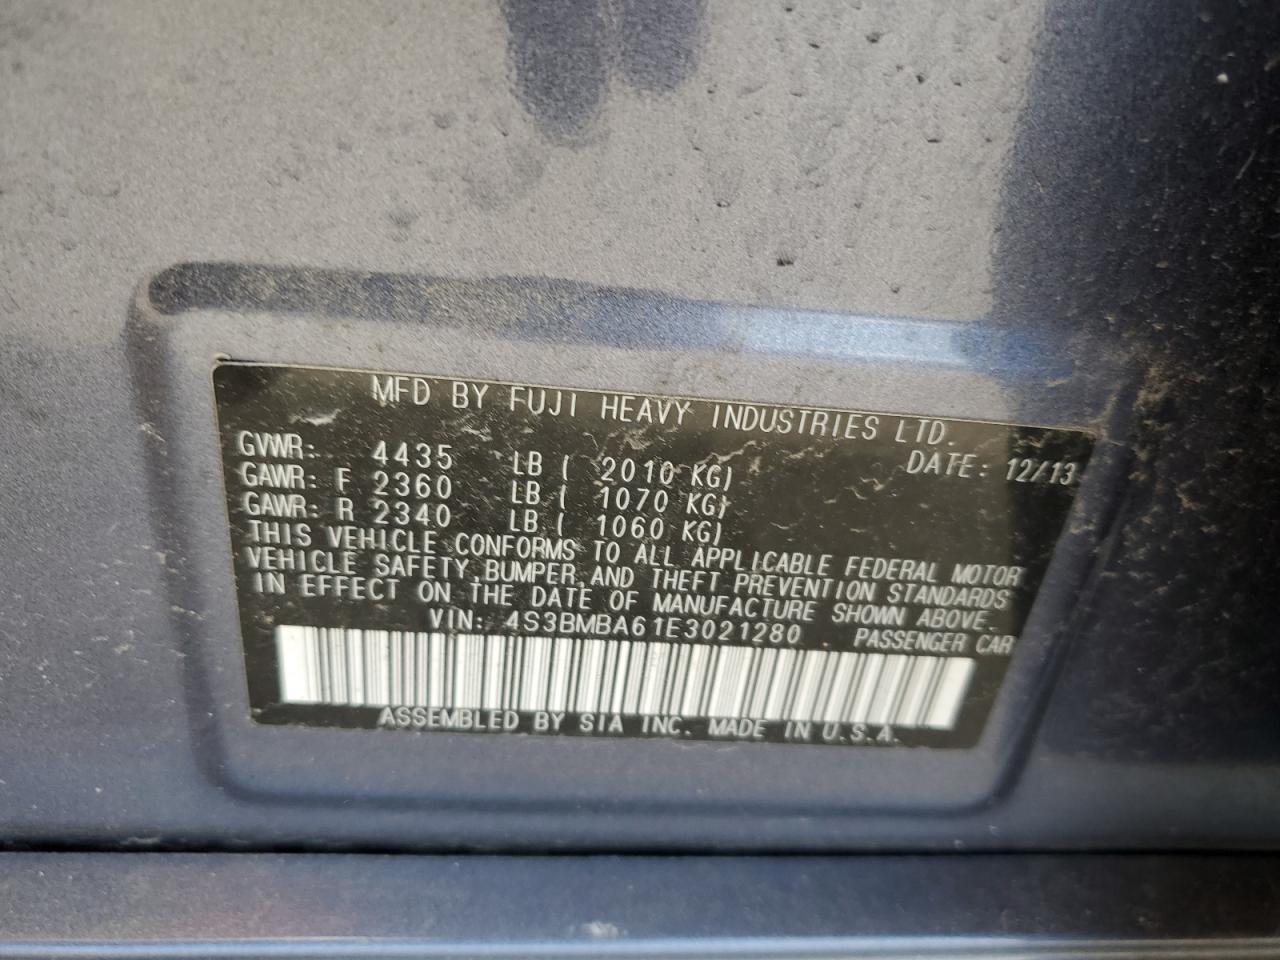 MFD BY FUJI HEAVY INDUSTRIES LTD.
GVWR: 4435 LB ( 2010 KG) DATE: 12/13
GAWR: F 2360 LB ( 1070 KG)
GAWR: R 2340 LB ( 1060 KG)
THIS VEHICLE CONFORMS TO ALL APPLICABLE FEDERAL MOTOR
VEHICLE SAFETY, BUMPER, AND THEFT PREVENTION STANDARDS
IN EFFECT ON THE DATE OF MANUFACTURE SHOWN ABOVE.
VIN: 4S3BMBA61E3021280 PASSENGER CAR
ASSEMBLED BY SIA INC. MADE IN U.S.A.